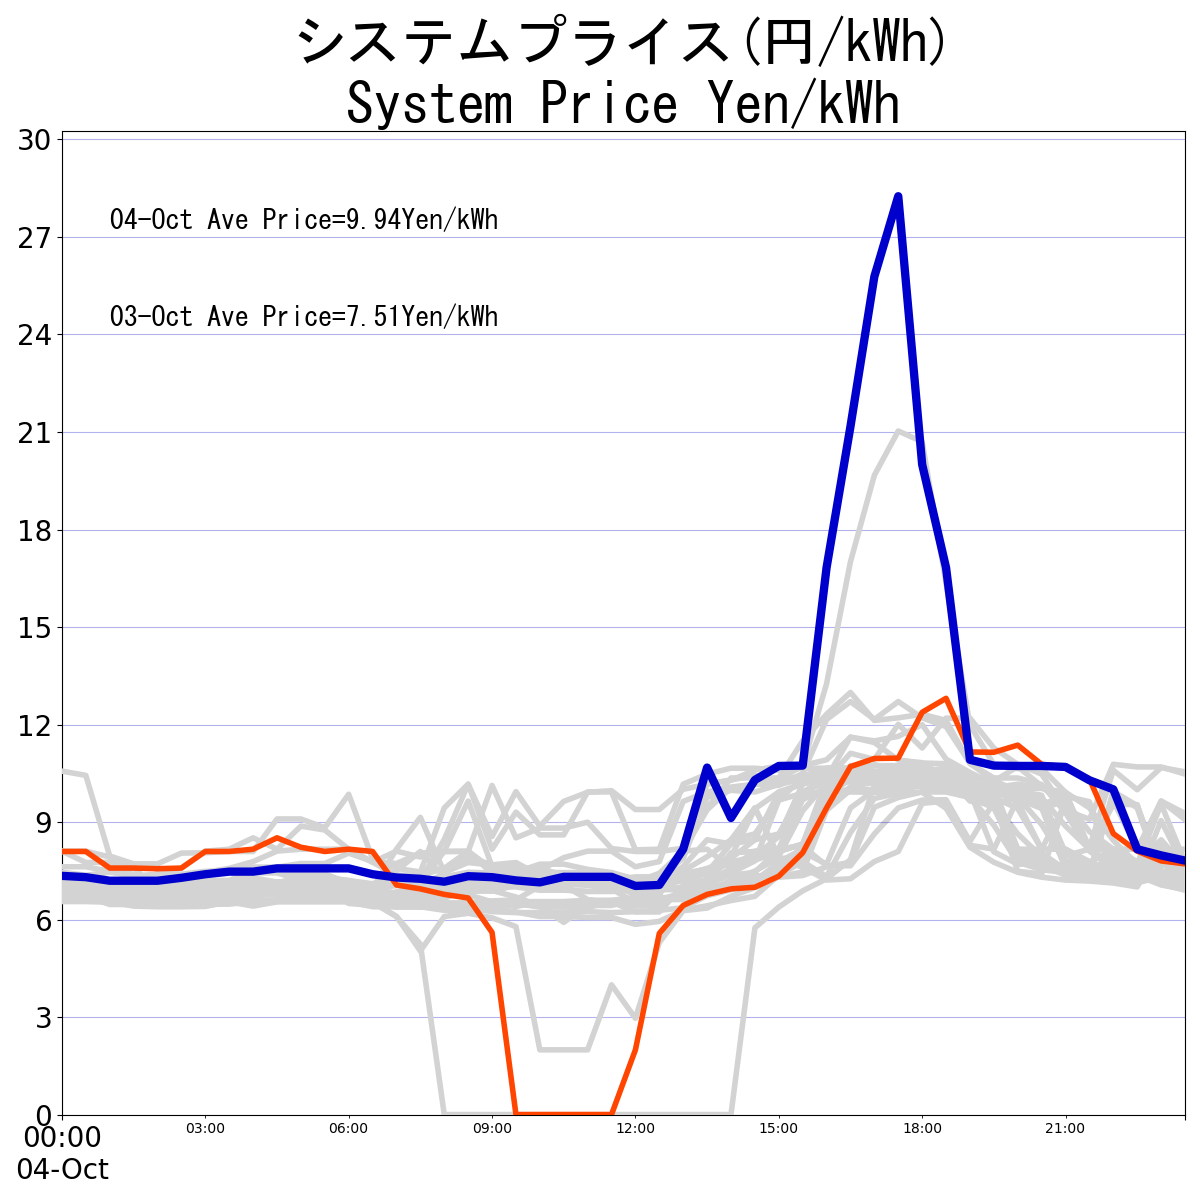 システムプライス(円/kWh)
System Price Yen/kWh
30
04-Oct Ave Price=9.94Yen/kWh
27
03-Oct Ave Price=7.51Yen/kWh
24
21
18
15
12
9
6
3
0
00:00 03:00 06:00 09:00 12:00 15:00 18:00 21:00
04-Oct